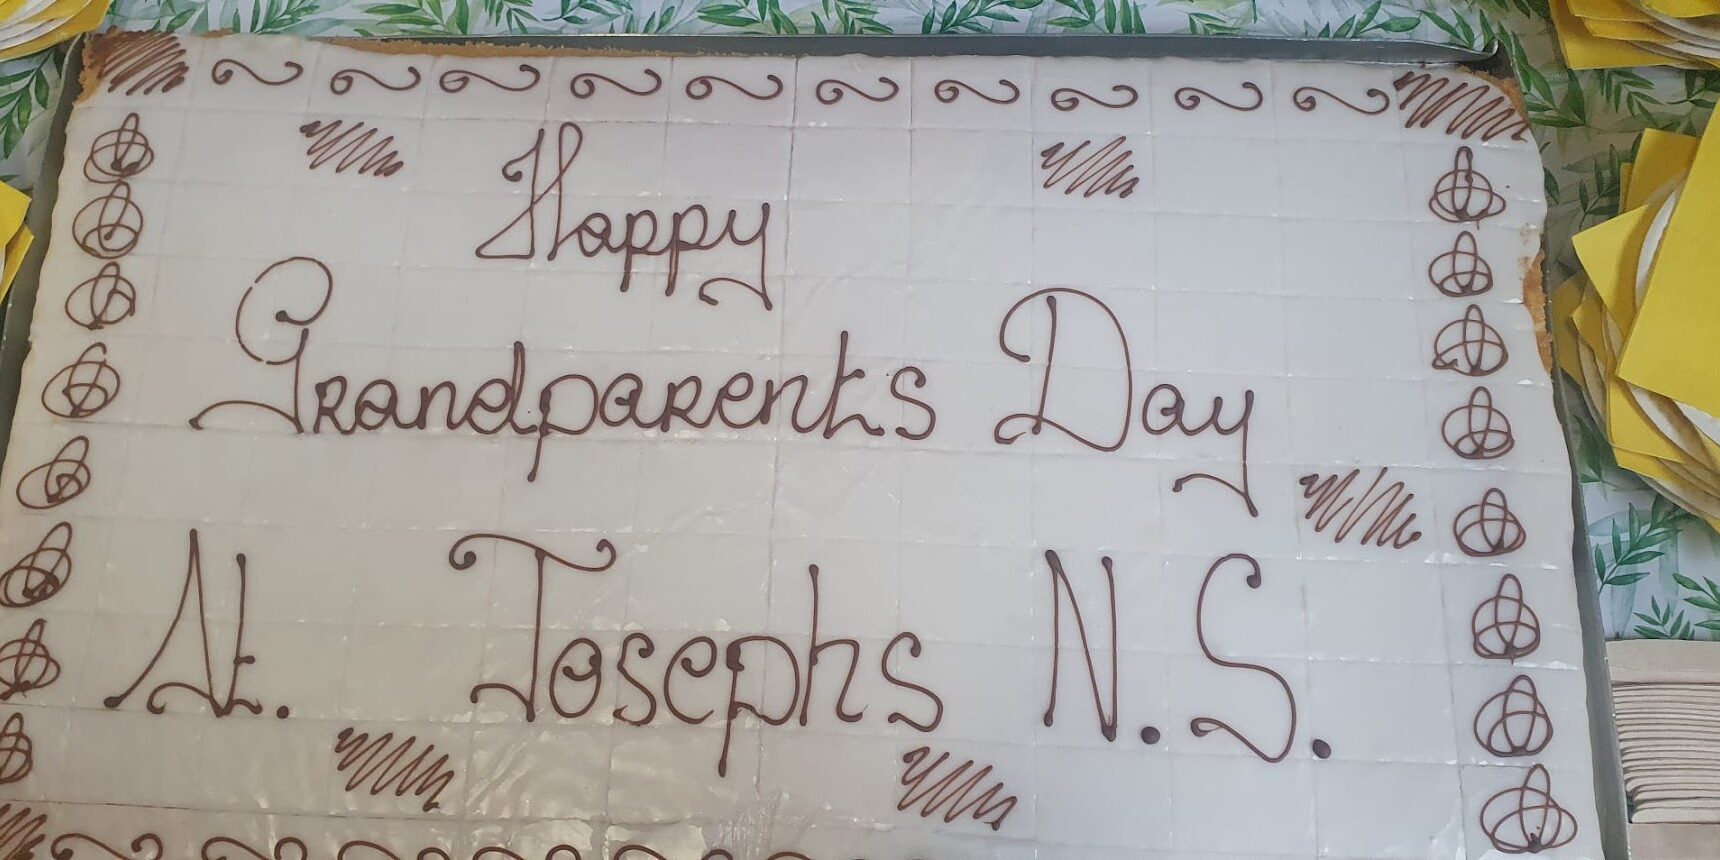 Happy
Grandparents Day
St. Josephs N.S.